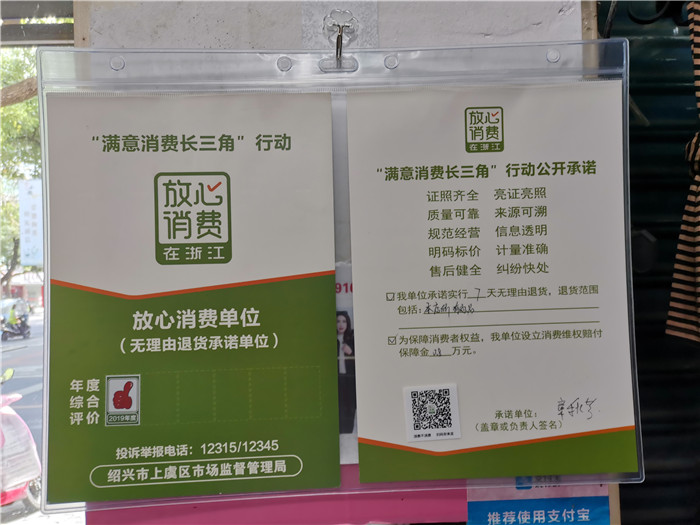 “满意消费长三角”行动
放心
消费
在浙江
放心消费单位
（无理由退货承诺单位）
年度
综合
评价
2019年度
投诉举报电话：12315/12345
绍兴市上虞区市场监督管理局
放心
消费
在浙江
“满意消费长三角”行动公开承诺
证照齐全 亮证亮照
质量可靠 来源可溯
规范经营 信息透明
明码标价 计量准确
售后健全 纠纷快处
我单位承诺实行 7 天无理由退货，退货范围
包括：本店所
为保障消费者权益，我单位设立消费维权赔付
保障金 万元。
承诺单位：
（盖章或负责人签名）
916
推荐使用支付宝